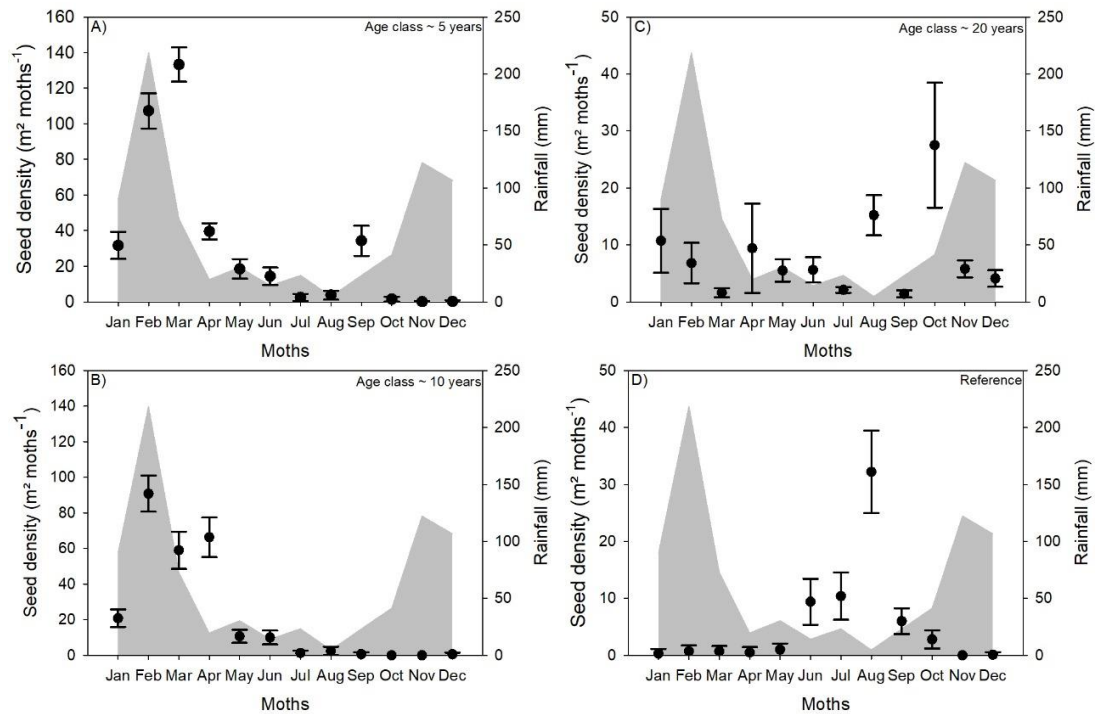 A)
Age class ~ 5 years
160
140
120
100
80
60
40
20
0
Seed density (m² moths⁻¹)
250
200
150
100
50
0
Rainfall (mm)
Jan Feb Mar Apr May Jun Jul Aug Sep Oct Nov Dec
Moths
C)
Age class ~ 20 years
50
40
30
20
10
0
Seed density (m² moths⁻¹)
250
200
150
100
50
0
Rainfall (mm)
Jan Feb Mar Apr May Jun Jul Aug Sep Oct Nov Dec
Moths
B)
Age class ~ 10 years
160
140
120
100
80
60
40
20
0
Seed density (m² moths⁻¹)
250
200
150
100
50
0
Rainfall (mm)
Jan Feb Mar Apr May Jun Jul Aug Sep Oct Nov Dec
Moths
D)
Reference
50
40
30
20
10
0
Seed density (m² moths⁻¹)
250
200
150
100
50
0
Rainfall (mm)
Jan Feb Mar Apr May Jun Jul Aug Sep Oct Nov Dec
Moths